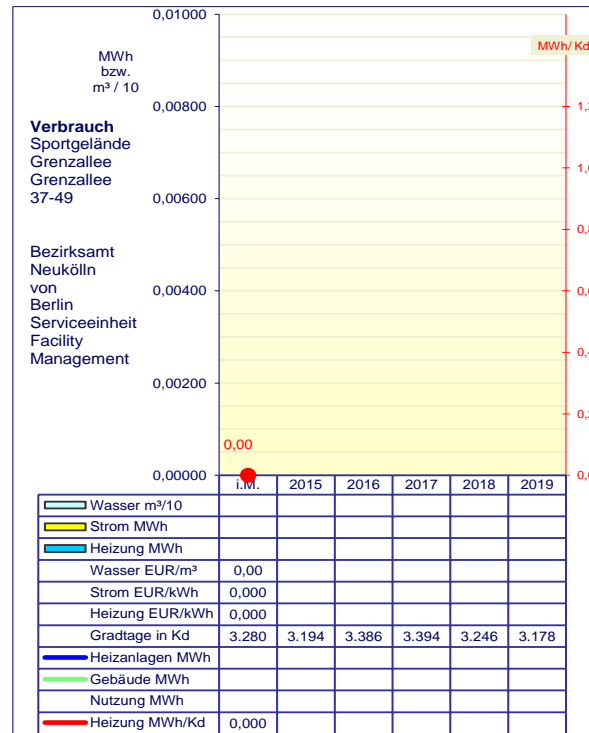 MWh
bzw.
m³ / 10
Verbrauch
Sportgelände
Grenzallee
Grenzallee
37-49
Bezirksamt
Neukölln
von
Berlin
Serviceeinheit
Facility
Management
0,01000
0,00800
0,00600
0,00400
0,00200
0,00000
MWh/ Kd
0,00
i.M. 2015 2016 2017 2018 2019
Wasser m³/10
Strom MWh
Heizung MWh
Wasser EUR/m³ 0,00
Strom EUR/kWh 0,000
Heizung EUR/kWh 0,000
Gradtage in Kd 3.280 3.194 3.386 3.394 3.246 3.178
Heizanlagen MWh
Gebäude MWh
Nutzung MWh
Heizung MWh/Kd 0,000